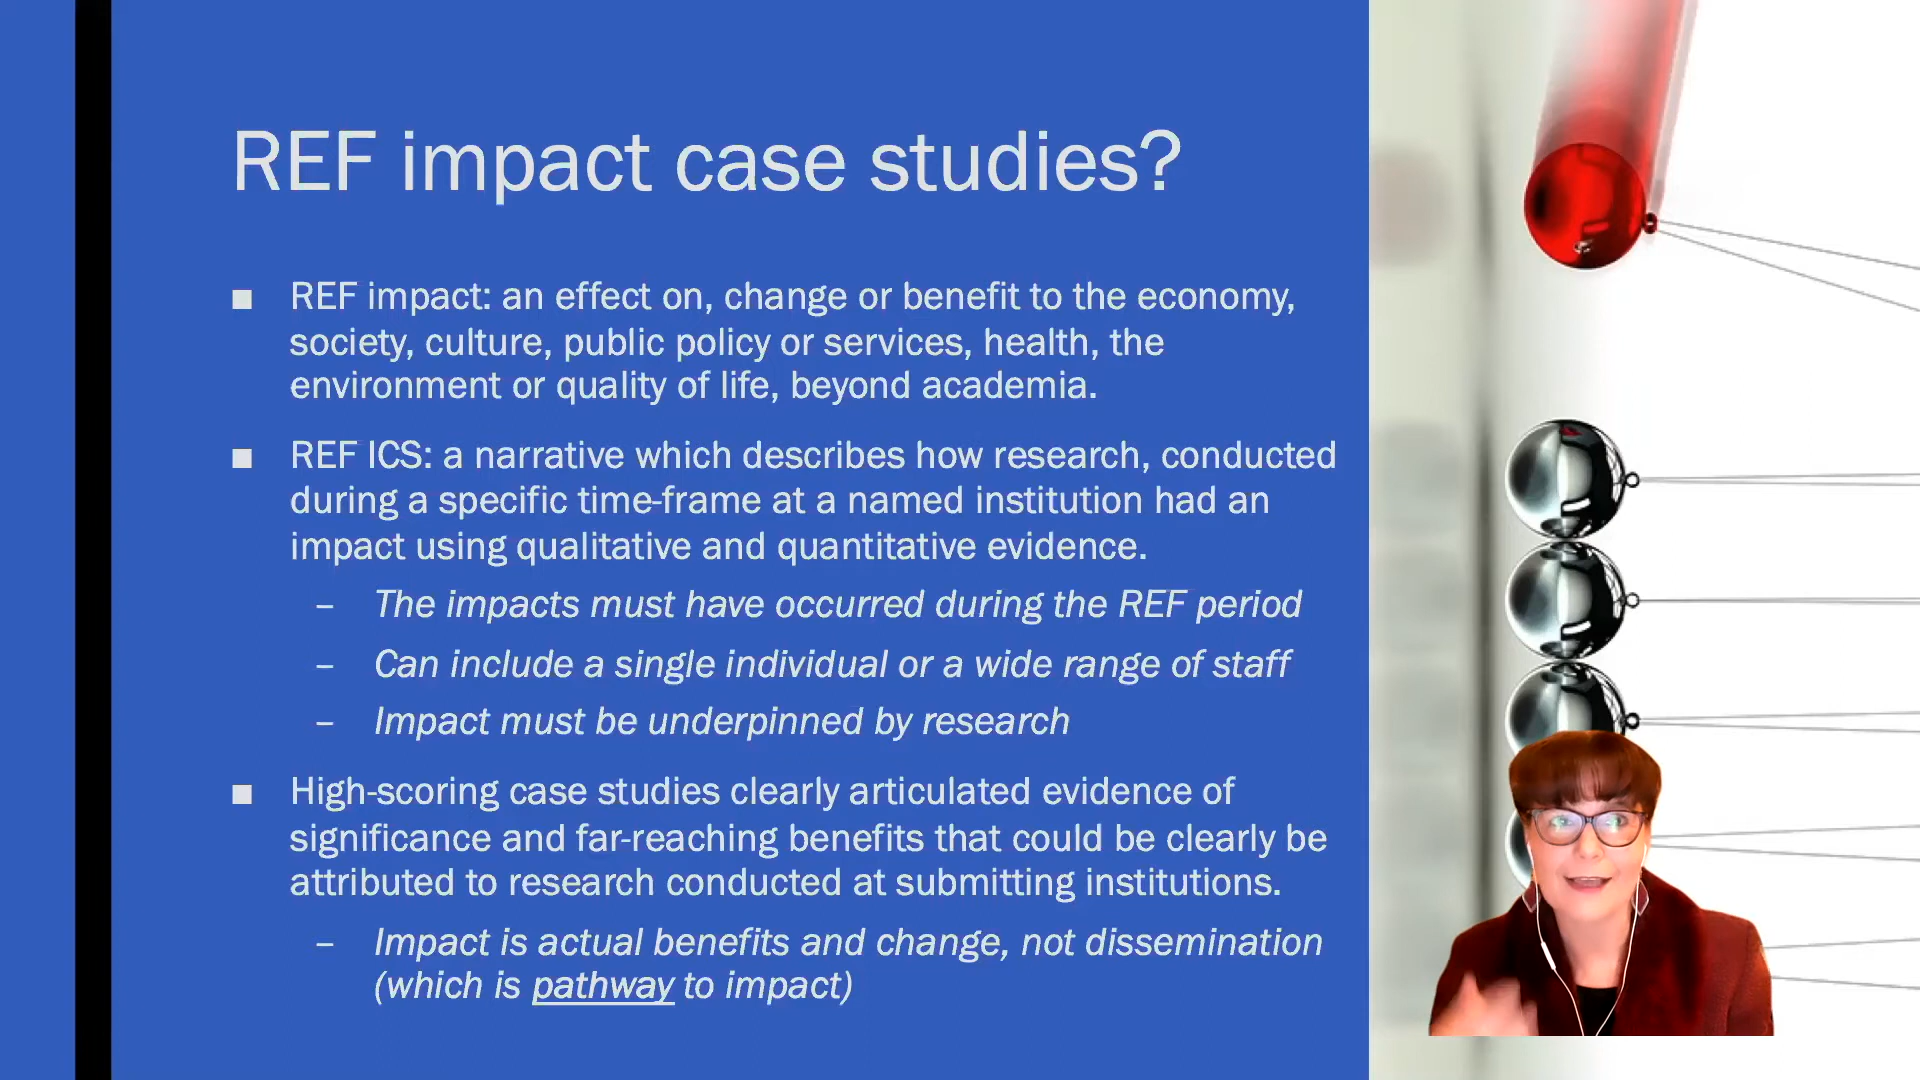 REF impact case studies?
■ REF impact: an effect on, change or benefit to the economy,
society, culture, public policy or services, health, the
environment or quality of life, beyond academia.
■ REF ICS: a narrative which describes how research, conducted
during a specific time-frame at a named institution had an
impact using qualitative and quantitative evidence.
– The impacts must have occurred during the REF period
– Can include a single individual or a wide range of staff
– Impact must be underpinned by research
■ High-scoring case studies clearly articulated evidence of
significance and far-reaching benefits that could be clearly be
attributed to research conducted at submitting institutions.
– Impact is actual benefits and change, not dissemination
(which is pathway to impact)